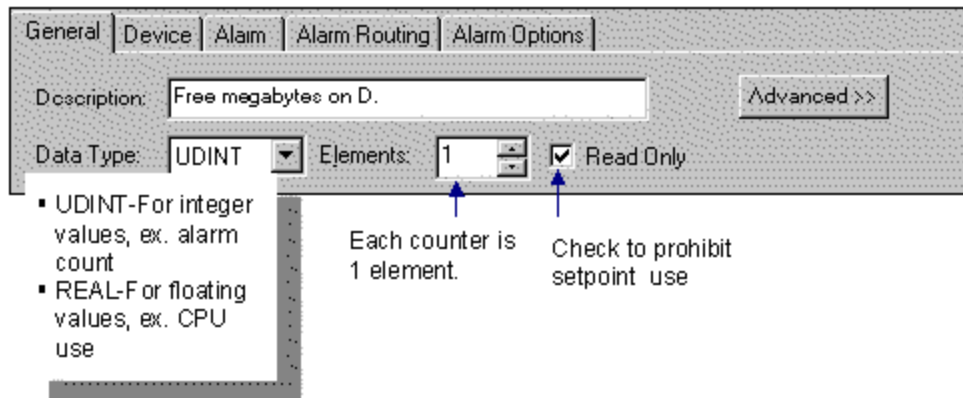 General Device Alarm Alarm Routing Alarm Options
Description: Free megabytes on D. Advanced >>
Data Type: UDINT Elements: 1 Read Only
▪ UDINT-For integer
values, ex. alarm
count
▪ REAL-For floating
values, ex. CPU
use
Each counter is
1 element.
Check to prohibit
setpoint use